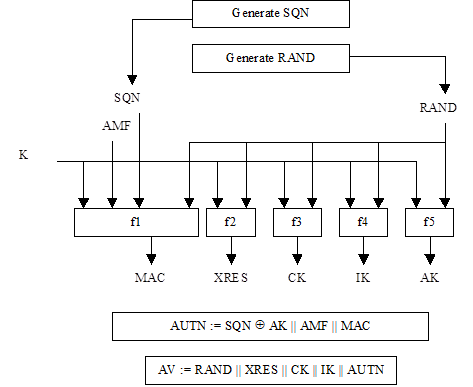 Generate SQN
Generate RAND
SQN
RAND
AMF
K
f1 f2 f3 f4 f5
MAC XRES CK IK AK
AUTN := SQN ⊕ AK || AMF || MAC
AV := RAND || XRES || CK || IK || AUTN